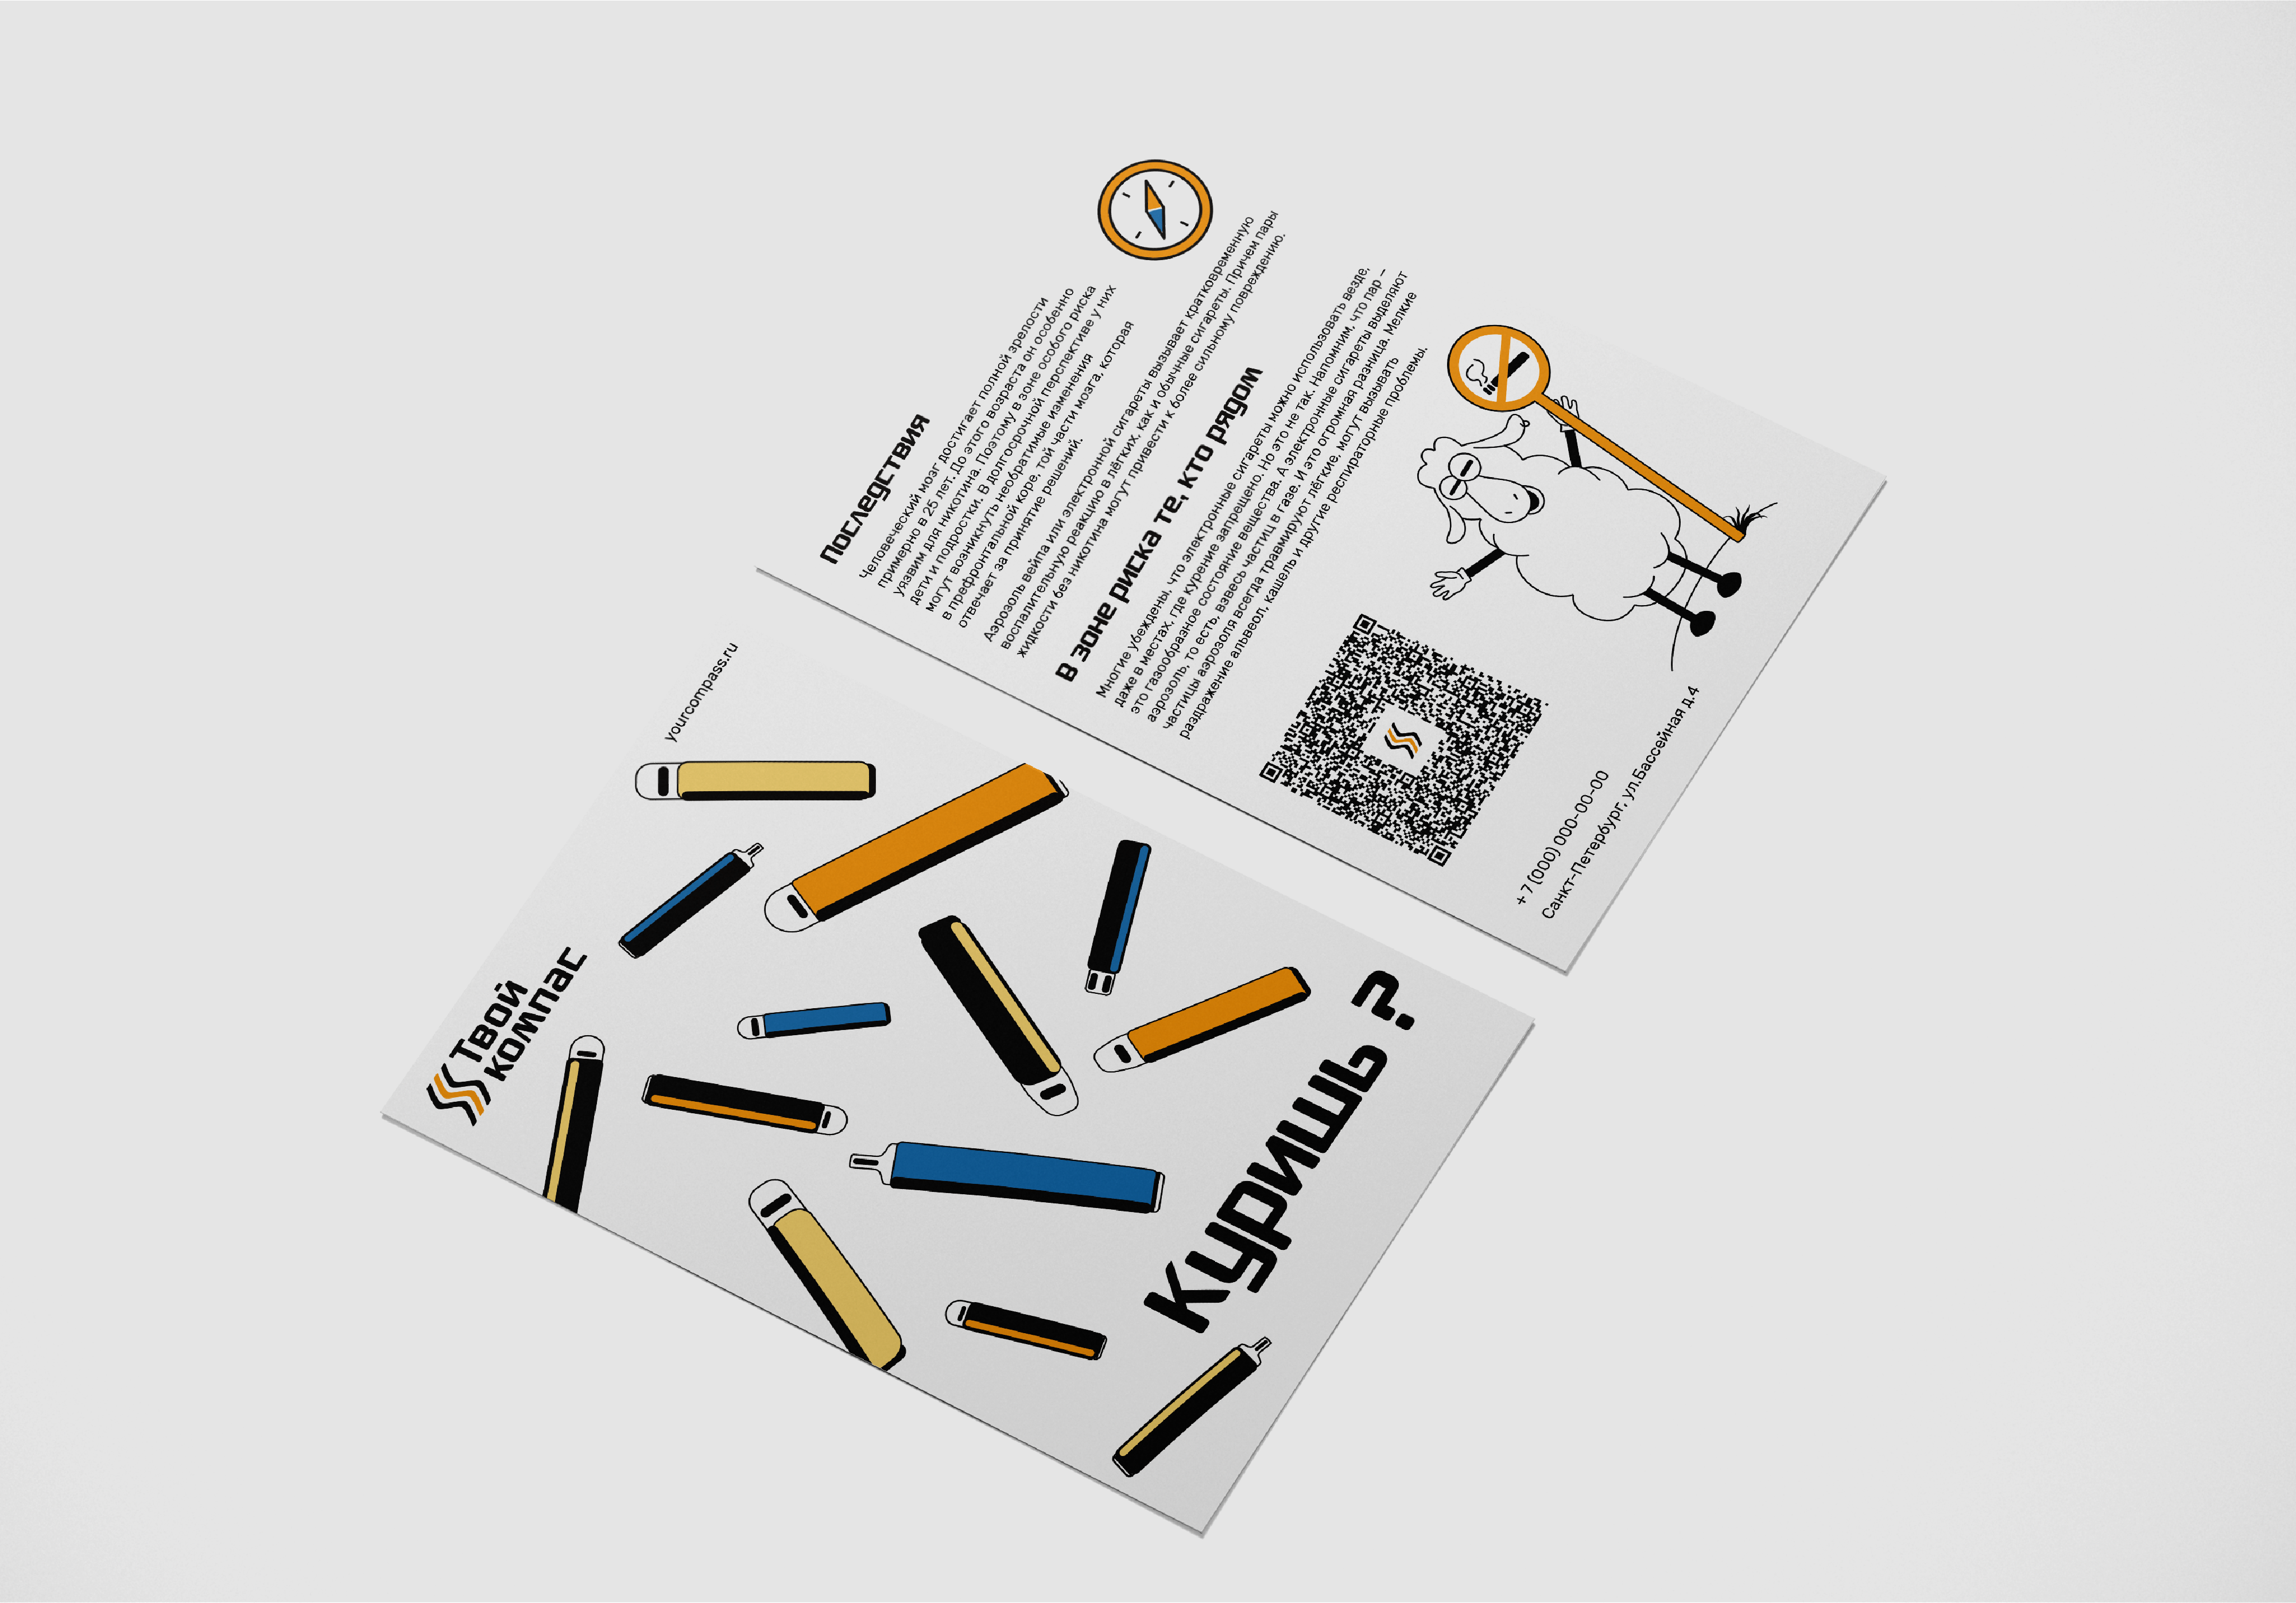 Твой
компас
yourcompass.ru
Куришь?
Последствия
Человеческий мозг достигает полной зрелости
примерно в 25 лет. До этого возраста он особенно
уязвим для никотина. Поэтому в зоне особого риска
дети и подростки. В долгосрочной перспективе у них
могут возникнуть необратимые изменения
в префронтальной коре, той части мозга, которая
отвечает за принятие решений.
Аэрозоль вейпа или электронной сигареты вызывает кратковременную
воспалительную реакцию в лёгких, как и обычные сигареты. Причем пары
жидкости без никотина могут привести к более сильному повреждению.
В зоне риска те, кто рядом
Многие убеждены, что электронные сигареты можно использовать везде,
даже в местах, где курение запрещено. Но это не так. Напомним, что пар –
это газообразное состояние вещества. А электронные сигареты выделяют
аэрозоль, то есть, взвесь частиц в газе. И это огромная разница. Мелкие
частицы аэрозоля всегда травмируют лёгкие, могут вызывать
раздражение альвеол, кашель и другие респираторные проблемы.
+7 (000) 000-00-00
Санкт-Петербург, ул.Бассейная д.4